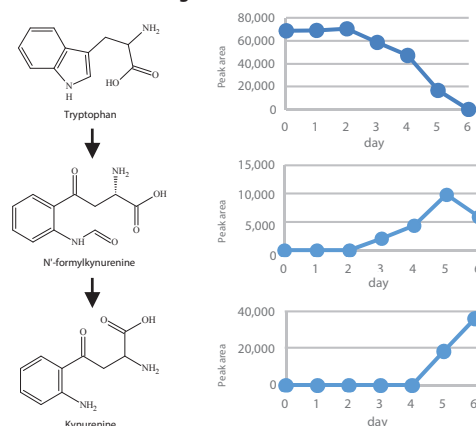 NH₂
HO
O
N
H
Tryptophan
O
NH₂
OH
O
NH
O
N'-formylkynurenine
O
OH
O
NH₂
NH₂
Kynurenine
80,000
60,000
40,000
20,000
0
Peak area
0 1 2 3 4 5 6
day
15,000
10,000
5,000
0
Peak area
0 1 2 3 4 5 6
day
40,000
20,000
0
Peak area
0 1 2 3 4 5 6
day